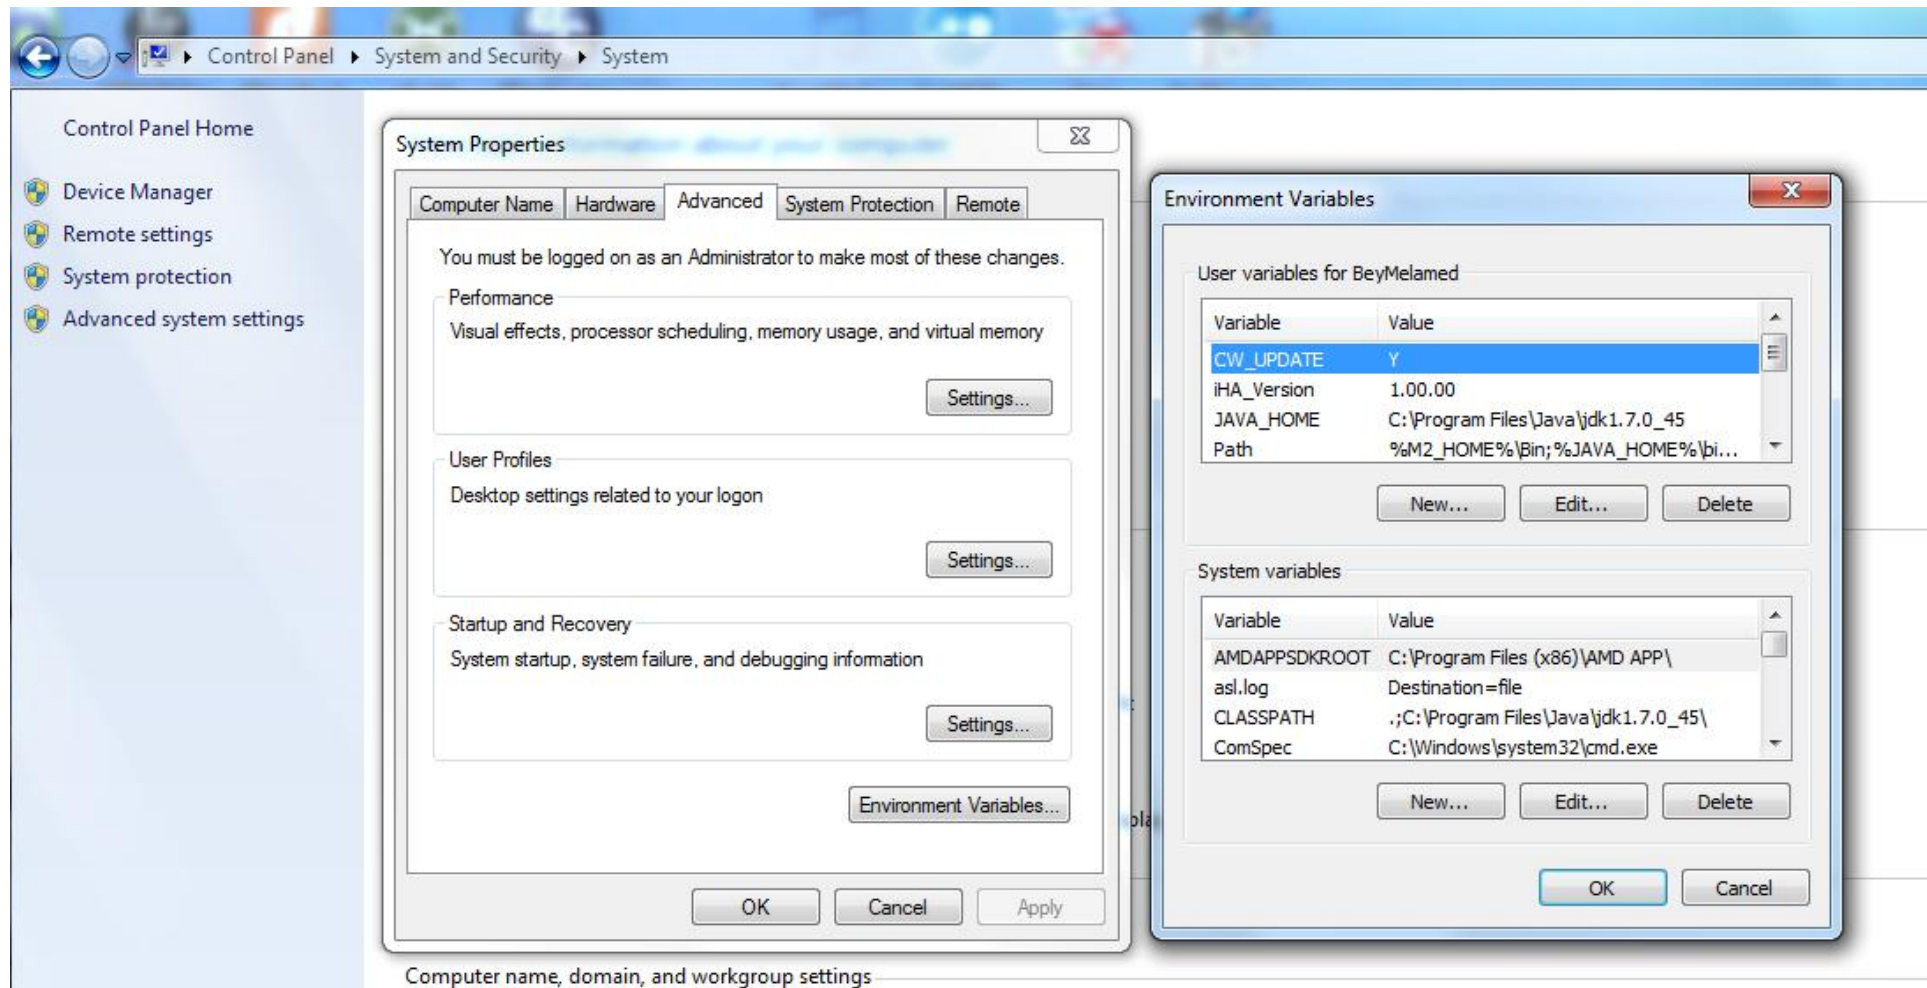 Control Panel ▸ System and Security ▸ System
Control Panel Home
Device Manager
Remote settings
System protection
Advanced system settings
System Properties
Computer Name Hardware Advanced System Protection Remote
You must be logged on as an Administrator to make most of these changes.
Performance
Visual effects, processor scheduling, memory usage, and virtual memory
Settings...
User Profiles
Desktop settings related to your logon
Settings...
Startup and Recovery
System startup, system failure, and debugging information
Settings...
Environment Variables...
OK Cancel Apply
Computer name, domain, and workgroup settings
Environment Variables
User variables for BeyMelamed
Variable Value
CW_UPDATE Y
iHA_Version 1.00.00
JAVA_HOME C:\Program Files\Java\jdk1.7.0_45
Path %M2_HOME%\Bin;%JAVA_HOME%\bi...
New... Edit... Delete
System variables
Variable Value
AMDAPPSDKROOT C:\Program Files (x86)\AMD APP\
asl.log Destination=file
CLASSPATH .;C:\Program Files\Java\jdk1.7.0_45\
ComSpec C:\Windows\system32\cmd.exe
New... Edit... Delete
OK Cancel